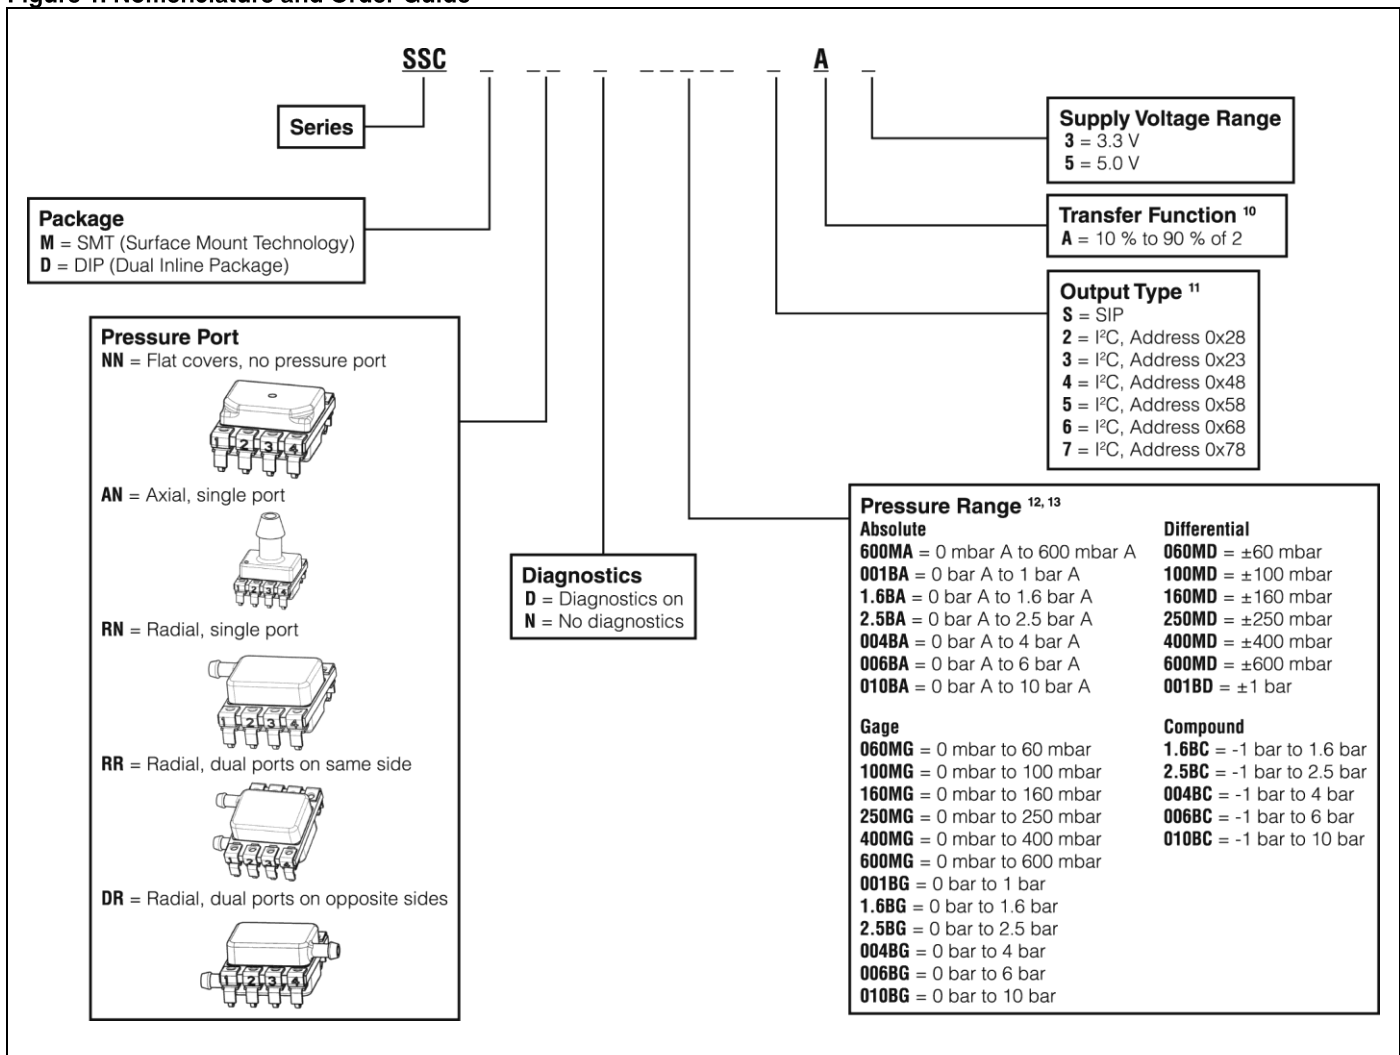 SSC _ _ _ _ _ _ _ _ _ A _
Series
Supply Voltage Range
3 = 3.3 V
5 = 5.0 V
Package
M = SMT (Surface Mount Technology)
D = DIP (Dual Inline Package)
Transfer Function 10
A = 10 % to 90 % of 2
Output Type 11
S = SIP
2 = I²C, Address 0x28
3 = I²C, Address 0x23
4 = I²C, Address 0x48
5 = I²C, Address 0x58
6 = I²C, Address 0x68
7 = I²C, Address 0x78
Pressure Port
NN = Flat covers, no pressure port
1 2 3 4
AN = Axial, single port
1 2 3 4
RN = Radial, single port
1 2 3 4
RR = Radial, dual ports on same side
1 2 3 4
DR = Radial, dual ports on opposite sides
1 2 3 4
Diagnostics
D = Diagnostics on
N = No diagnostics
Pressure Range 12, 13
Absolute
600MA = 0 mbar A to 600 mbar A
001BA = 0 bar A to 1 bar A
1.6BA = 0 bar A to 1.6 bar A
2.5BA = 0 bar A to 2.5 bar A
004BA = 0 bar A to 4 bar A
006BA = 0 bar A to 6 bar A
010BA = 0 bar A to 10 bar A
Differential
060MD = ±60 mbar
100MD = ±100 mbar
160MD = ±160 mbar
250MD = ±250 mbar
400MD = ±400 mbar
600MD = ±600 mbar
001BD = ±1 bar
Gage
060MG = 0 mbar to 60 mbar
100MG = 0 mbar to 100 mbar
160MG = 0 mbar to 160 mbar
250MG = 0 mbar to 250 mbar
400MG = 0 mbar to 400 mbar
600MG = 0 mbar to 600 mbar
001BG = 0 bar to 1 bar
1.6BG = 0 bar to 1.6 bar
2.5BG = 0 bar to 2.5 bar
004BG = 0 bar to 4 bar
006BG = 0 bar to 6 bar
010BG = 0 bar to 10 bar
Compound
1.6BC = -1 bar to 1.6 bar
2.5BC = -1 bar to 2.5 bar
004BC = -1 bar to 4 bar
006BC = -1 bar to 6 bar
010BC = -1 bar to 10 bar